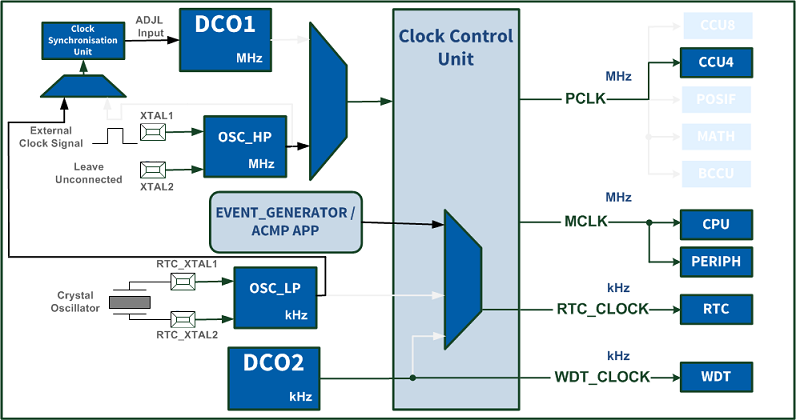 Clock
Synchronisation
Unit
ADJL
Input
DCO1
MHz
Clock Control
Unit
CCU8
MHz
CCU4
PCLK
POSIF
MATH
BCCU
External
Clock Signal
XTAL1
OSC_HP
MHz
Leave
Unconnected
XTAL2
EVENT_GENERATOR /
ACMP APP
MHz
MCLK
CPU
PERIPH
RTC_XTAL1
Crystal
Oscillator
OSC_LP
kHz
RTC_XTAL2
kHz
RTC_CLOCK
RTC
DCO2
kHz
kHz
WDT_CLOCK
WDT